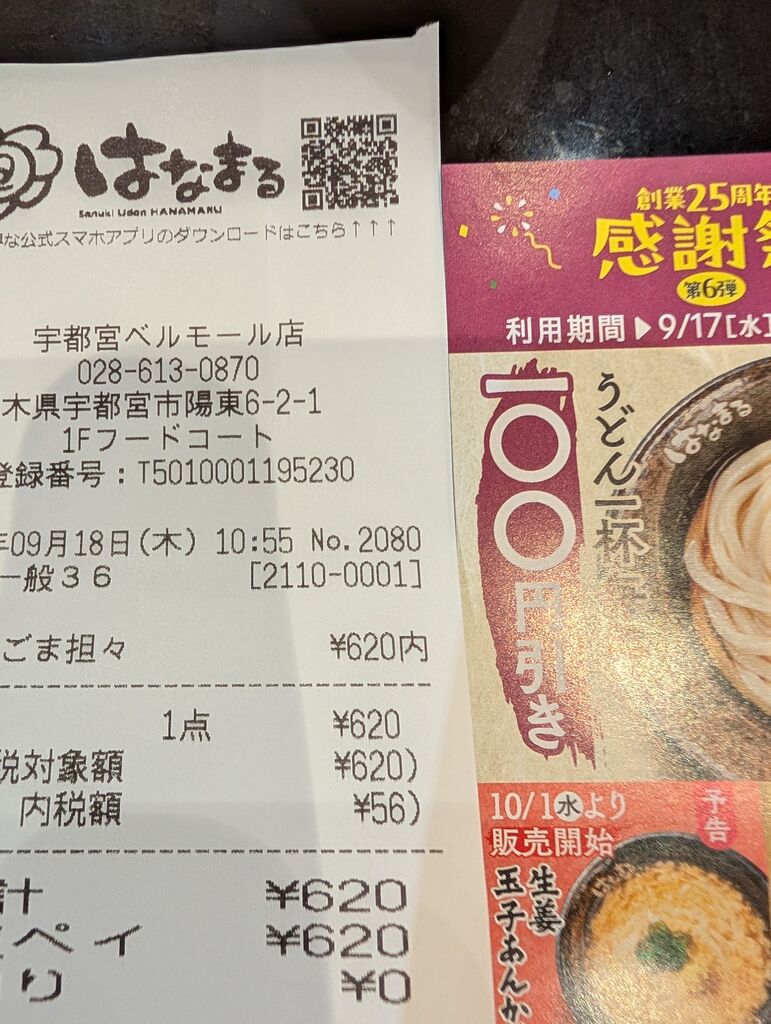 はなまる
Sanuki Udon HANAMARU
な公式スマホアプリのダウンロードはこちら↑↑↑
宇都宮ベルモール店
028-613-0870
木県宇都宮市陽東6-2-1
1Fフードコート
登録番号：T5010001195230
年09月18日(木) 10:55 No.2080
一般３６ [2110-0001]
ごま担々 ¥620内
1点 ¥620
税対象額 ¥620)
内税額 ¥56)
計 ¥620
ペイ ¥620
り ¥0
創業25周年
感謝祭
第6弾
利用期間▶9/17[水]
100円引き
うどん一杯
はなまる
10/1水より
販売開始
予告
生姜
玉子あんか